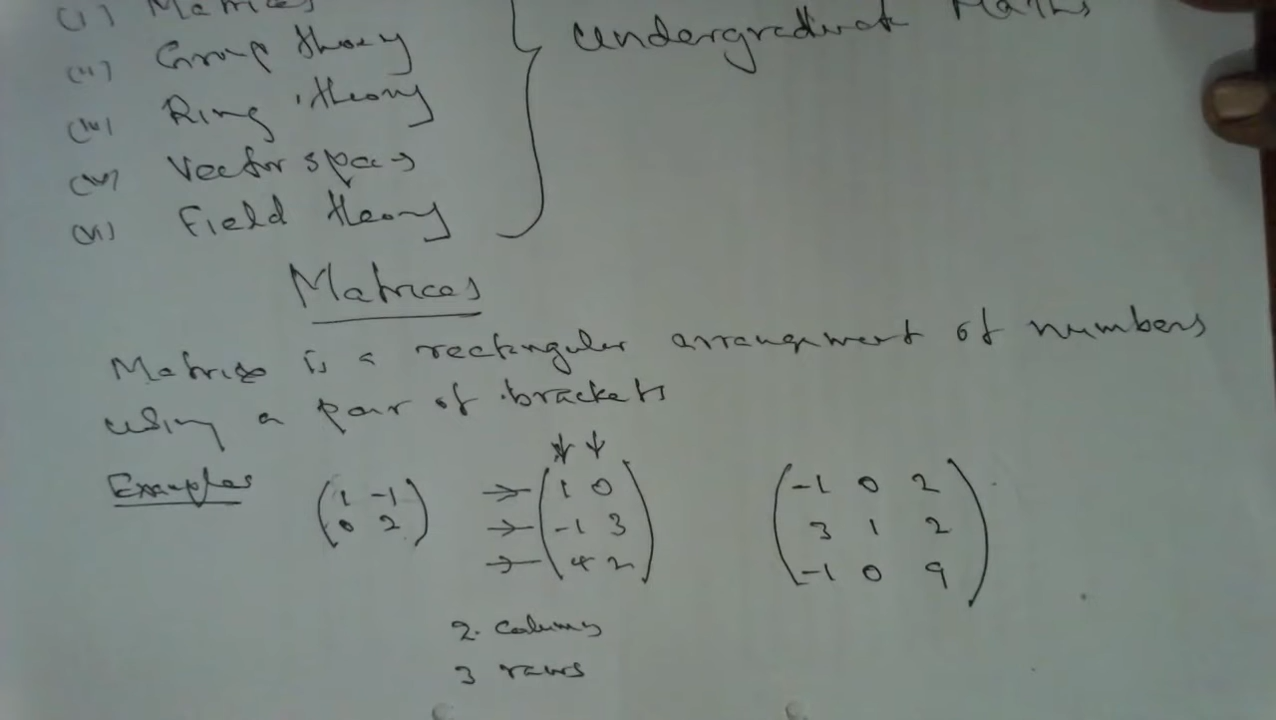 (i) Matrices
Undergraduate Maths
(ii) Group theory
(iv) Ring theory
(v) Vector spaces
(vi) Field theory
Matrices
Matrix is a rectangular arrangement of numbers
using a pair of brackets
Examples
1 -1
0 2
1 0
-1 3
4 2
-1 0 2
3 1 2
-1 0 9
2 columns
3 rows